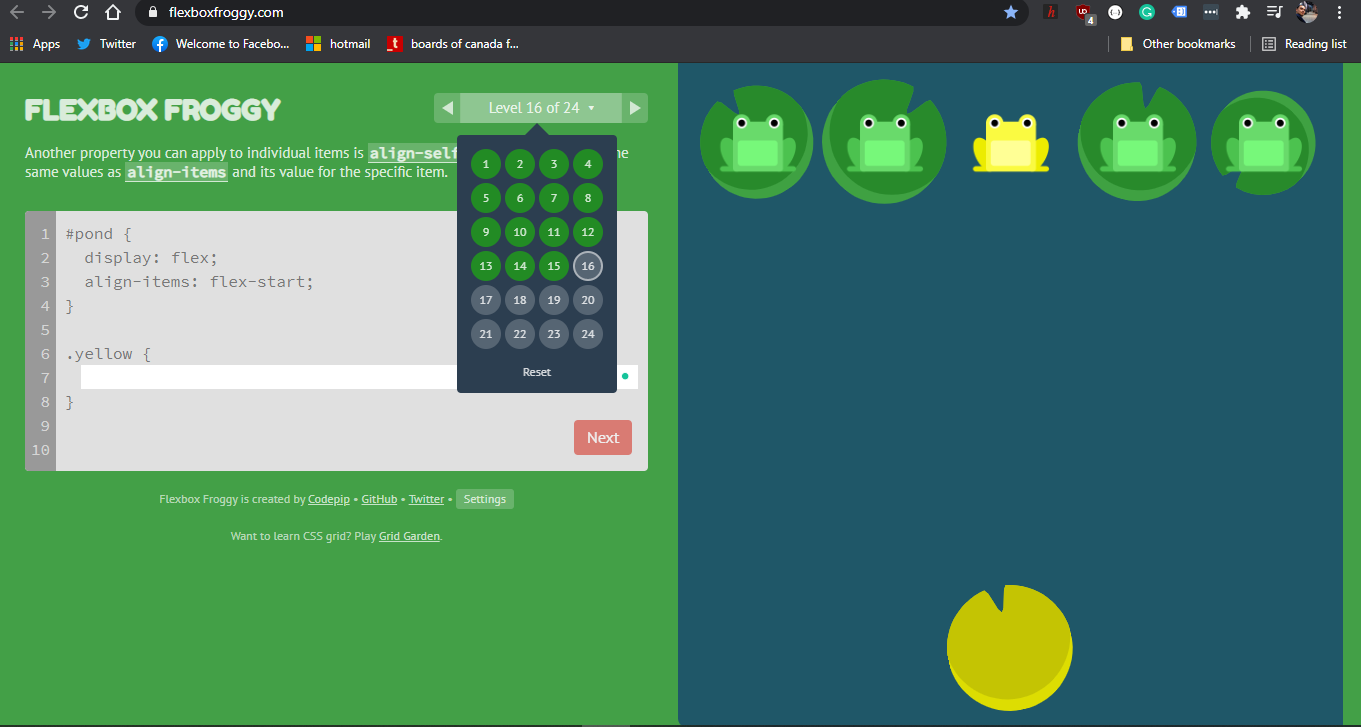 flexboxfroggy.com
h
UD
4
G
Apps
Twitter
Welcome to Facebo...
hotmail
t
boards of canada f...
Other bookmarks
Reading list
FLEXBOX FROGGY
Level 16 of 24 ▾
Another property you can apply to individual items is align-self
same values as align-items and its value for the specific item.
1 2 3 4
5 6 7 8
9 10 11 12
13 14 15 16
17 18 19 20
21 22 23 24
Reset
1 #pond {
2 display: flex;
3 align-items: flex-start;
4 }
5
6 .yellow {
7
8 }
9
10
Next
Flexbox Froggy is created by Codepip • GitHub • Twitter • Settings
Want to learn CSS grid? Play Grid Garden.